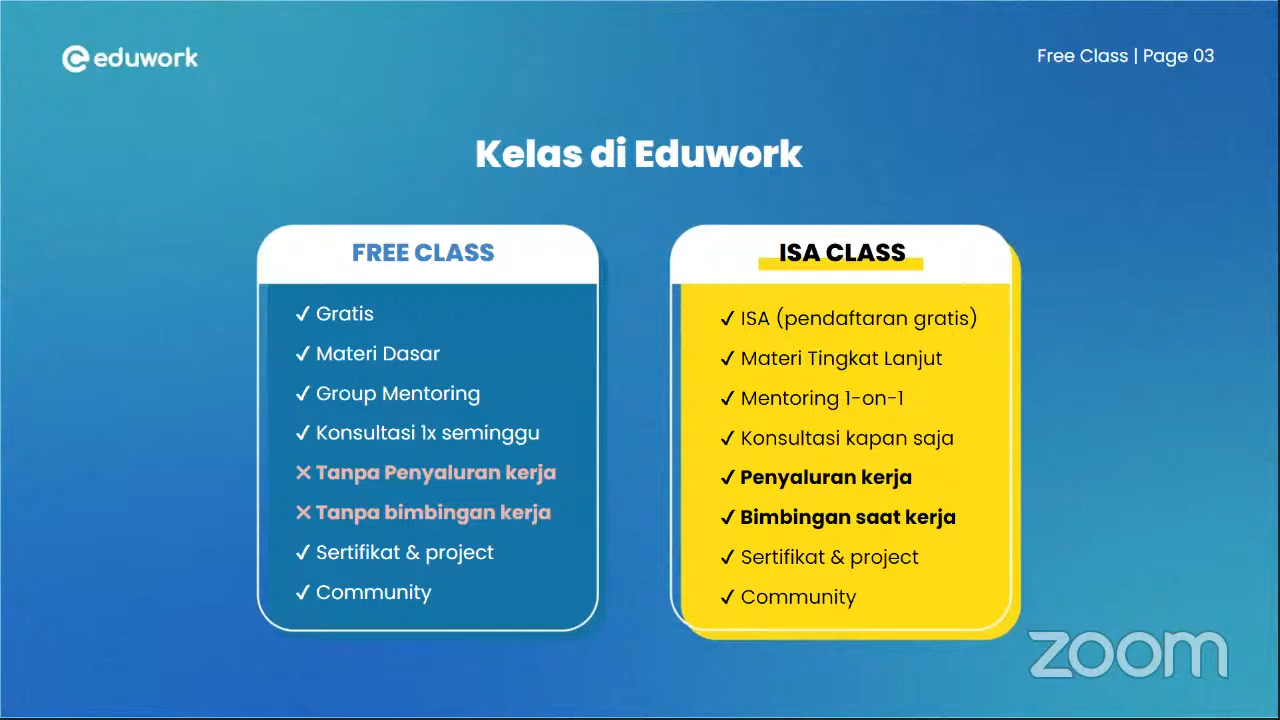 eduwork
Free Class | Page 03
Kelas di Eduwork
FREE CLASS
✓ Gratis
✓ Materi Dasar
✓ Group Mentoring
✓ Konsultasi 1x seminggu
✕ Tanpa Penyaluran kerja
✕ Tanpa bimbingan kerja
✓ Sertifikat & project
✓ Community
ISA CLASS
✓ ISA (pendaftaran gratis)
✓ Materi Tingkat Lanjut
✓ Mentoring 1-on-1
✓ Konsultasi kapan saja
✓ Penyaluran kerja
✓ Bimbingan saat kerja
✓ Sertifikat & project
✓ Community
zoom